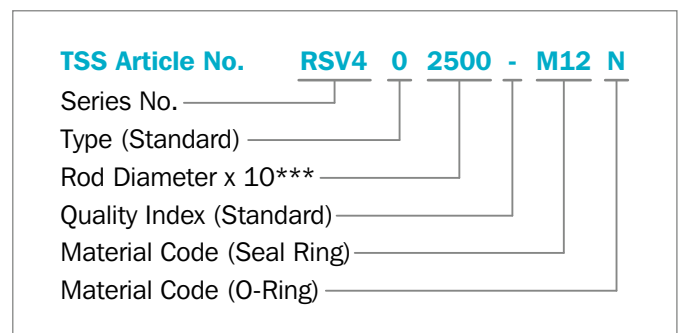 TSS Article No. RSV4 0 2500 - M12 N
Series No.
Type (Standard)
Rod Diameter x 10***
Quality Index (Standard)
Material Code (Seal Ring)
Material Code (O-Ring)